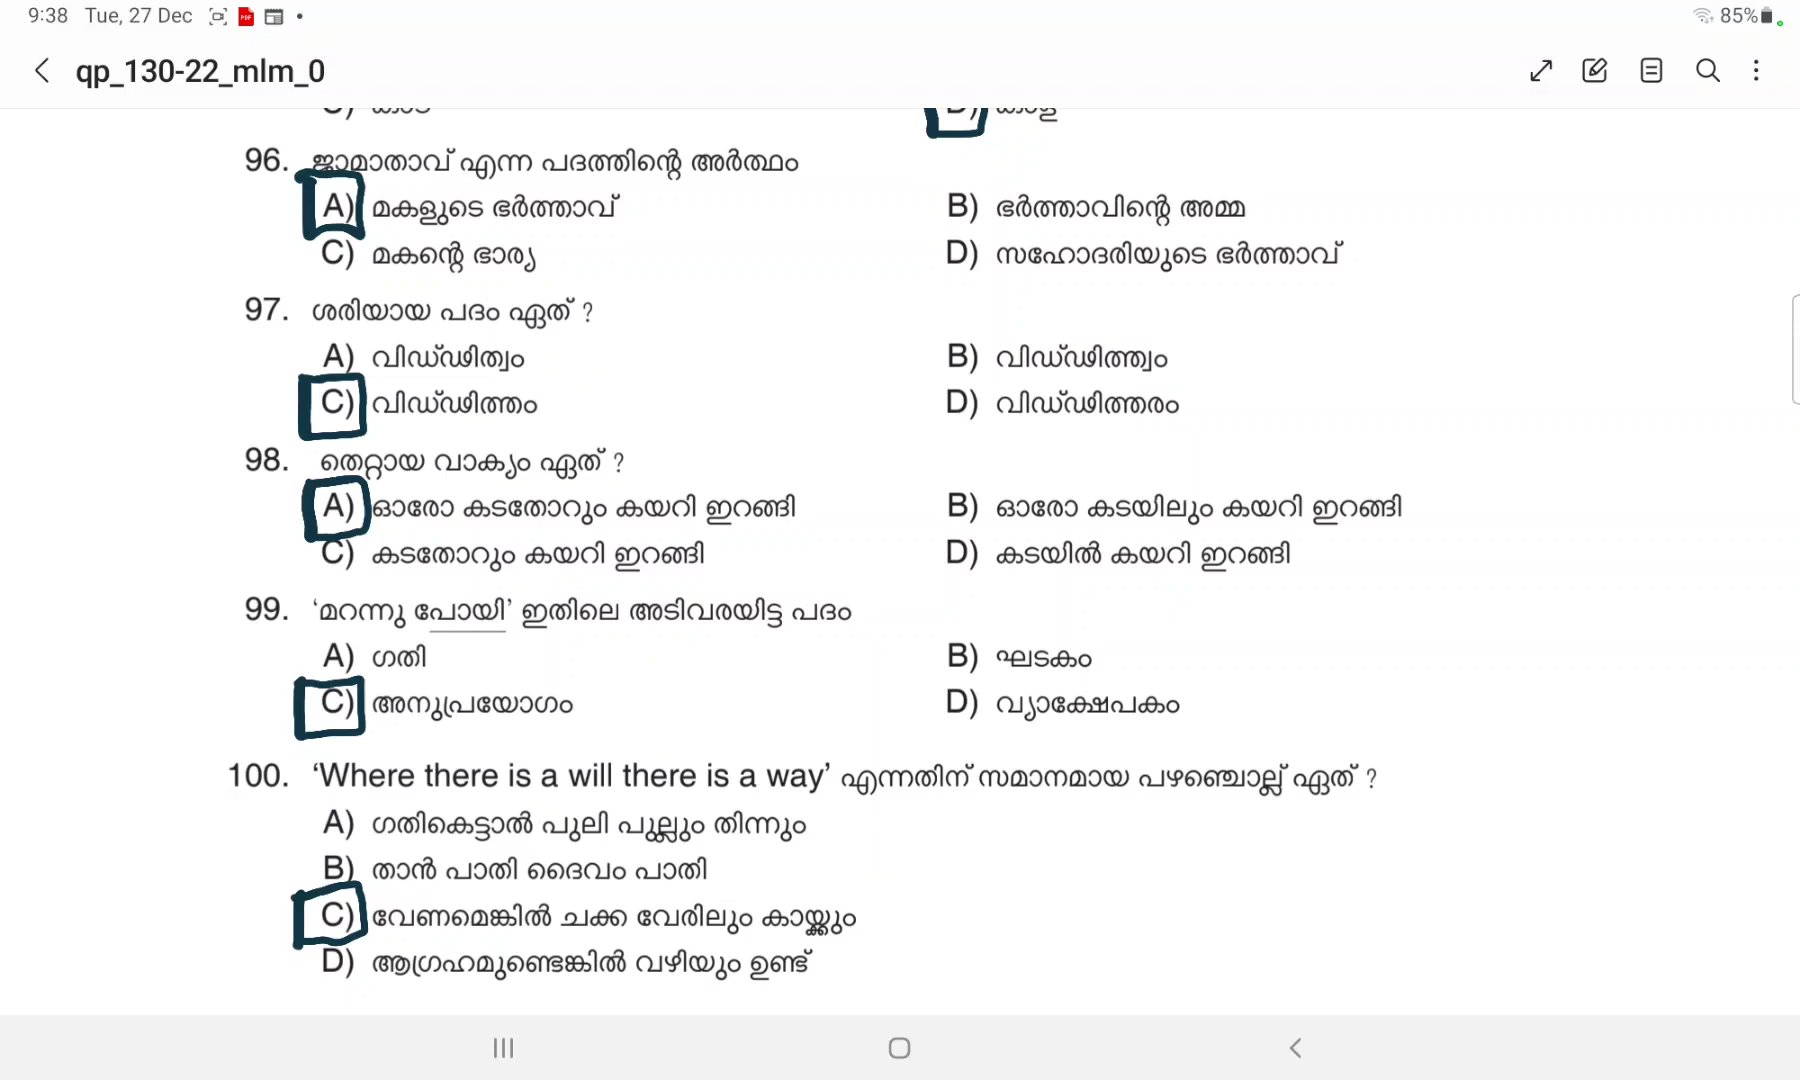 9:38 Tue, 27 Dec
85%
qp_130-22_mlm_0
96. ജാമാതാവ് എന്ന പദത്തിന്റെ അർത്ഥം
A) മകളുടെ ഭർത്താവ് B) ഭർത്താവിന്റെ അമ്മ
C) മകന്റെ ഭാര്യ D) സഹോദരിയുടെ ഭർത്താവ്
97. ശരിയായ പദം ഏത് ?
A) വിഡ്ഢിത്വം B) വിഡ്ഢിത്ത്വം
C) വിഡ്ഢിത്തം D) വിഡ്ഢിത്തരം
98. തെറ്റായ വാക്യം ഏത് ?
A) ഓരോ കടതോറും കയറി ഇറങ്ങി B) ഓരോ കടയിലും കയറി ഇറങ്ങി
C) കടതോറും കയറി ഇറങ്ങി D) കടയിൽ കയറി ഇറങ്ങി
99. ‘മറന്നു പോയി’ ഇതിലെ അടിവരയിട്ട പദം
A) ഗതി B) ഘടകം
C) അനുപ്രയോഗം D) വ്യാക്ഷേപകം
100. ‘Where there is a will there is a way’ എന്നതിന് സമാനമായ പഴഞ്ചൊല്ല് ഏത് ?
A) ഗതികെട്ടാൽ പുലി പുല്ലും തിന്നും
B) താൻ പാതി ദൈവം പാതി
C) വേണമെങ്കിൽ ചക്ക വേരിലും കായ്ക്കും
D) ആഗ്രഹമുണ്ടെങ്കിൽ വഴിയും ഉണ്ട്